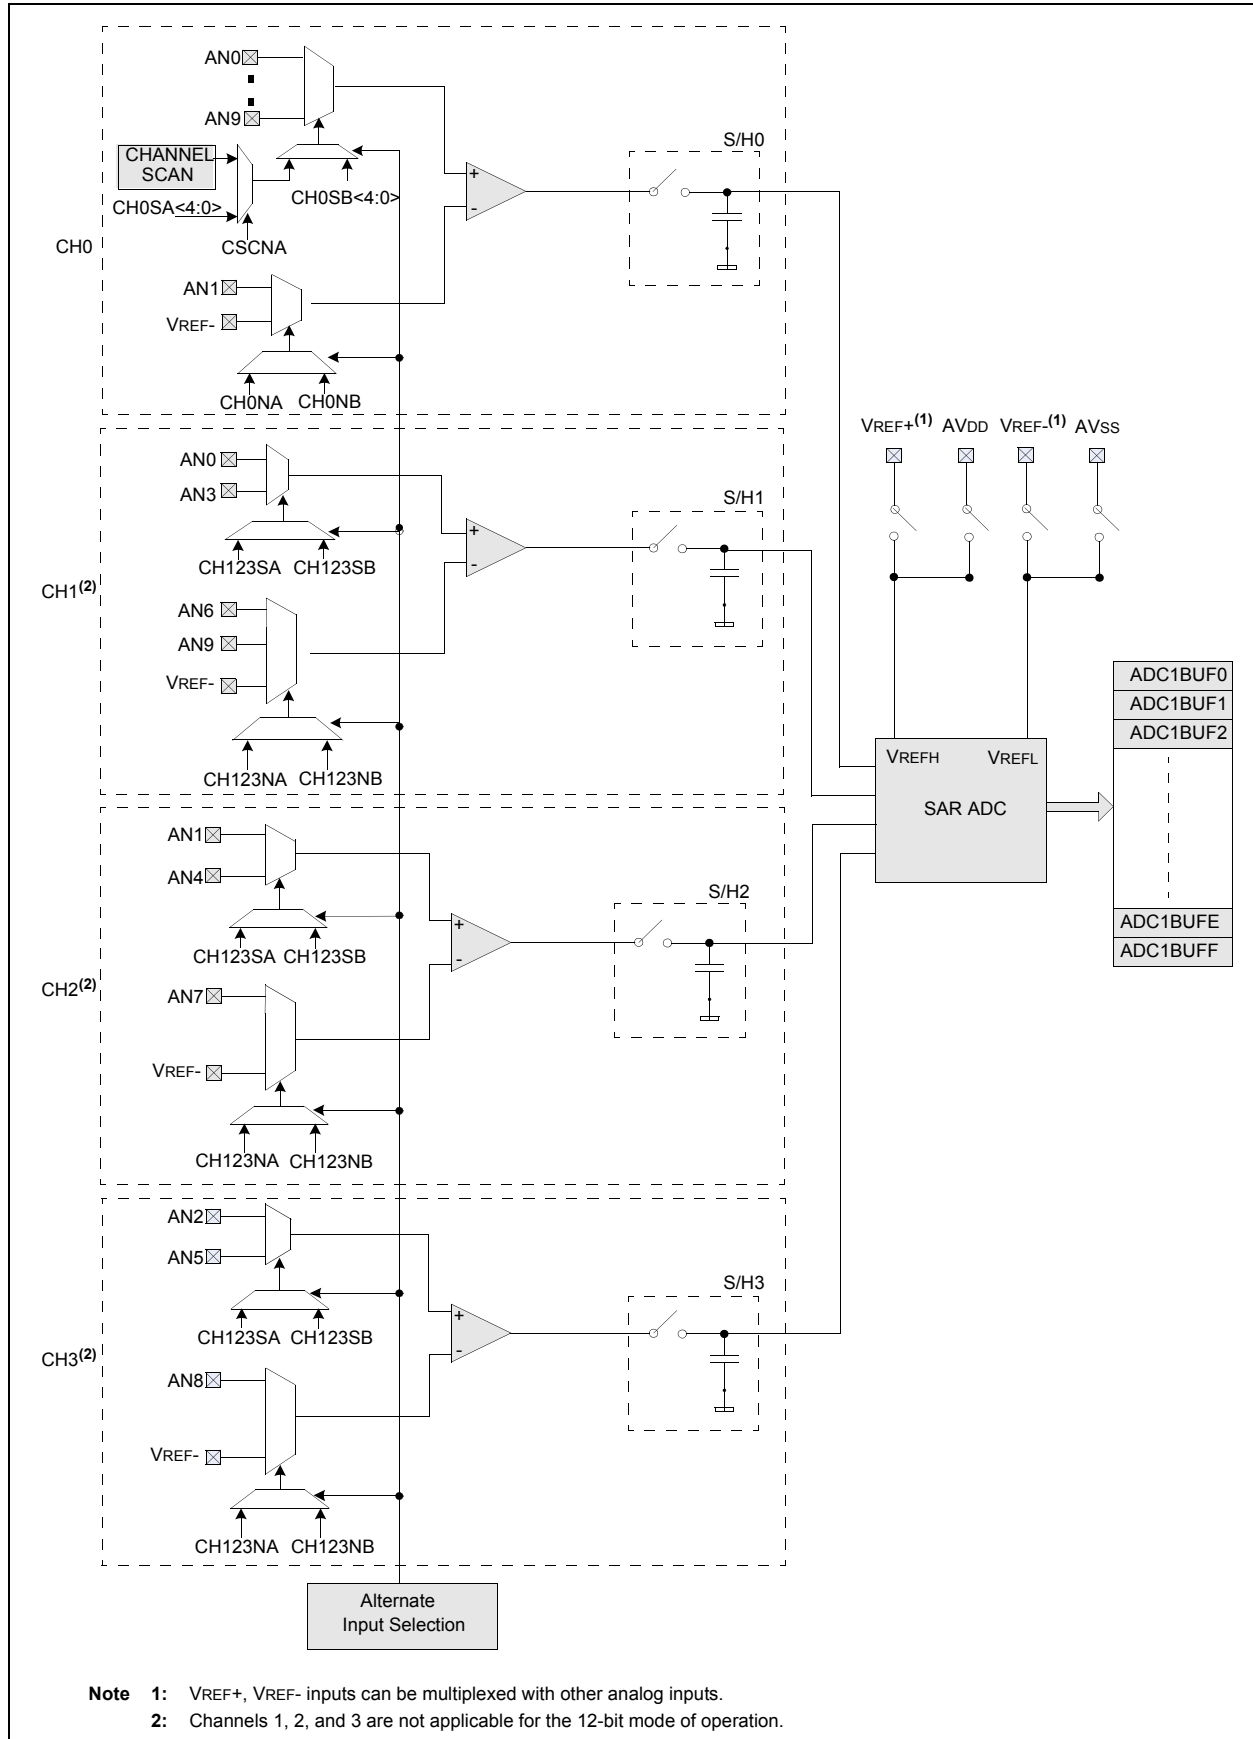 AN0
AN9
CHANNEL
SCAN
CH0SA<4:0>
CH0SB<4:0>
CSCNA
CH0
AN1
VREF-
CH0NA CH0NB
+
-
S/H0
AN0
AN3
CH123SA CH123SB
CH1(2)
AN6
AN9
VREF-
CH123NA CH123NB
+
-
S/H1
AN1
AN4
CH123SA CH123SB
CH2(2)
AN7
VREF-
CH123NA CH123NB
+
-
S/H2
AN2
AN5
CH123SA CH123SB
CH3(2)
AN8
VREF-
CH123NA CH123NB
+
-
S/H3
Alternate
Input Selection
VREF+(1) AVDD VREF-(1) AVSS
VREFH VREFL
SAR ADC
ADC1BUF0
ADC1BUF1
ADC1BUF2
ADC1BUFE
ADC1BUFF
Note 1: VREF+, VREF- inputs can be multiplexed with other analog inputs.
2: Channels 1, 2, and 3 are not applicable for the 12-bit mode of operation.